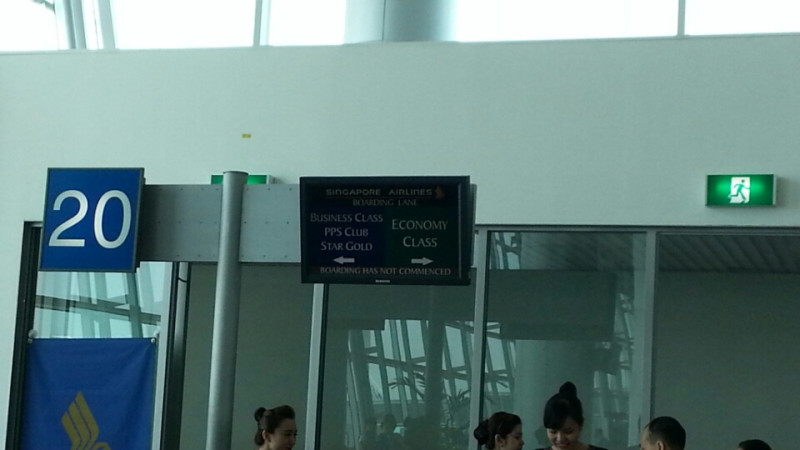 20
SINGAPORE AIRLINES
BOARDING LANE
BUSINESS CLASS
PPS CLUB
STAR GOLD
ECONOMY
CLASS
BOARDING HAS NOT COMMENCED